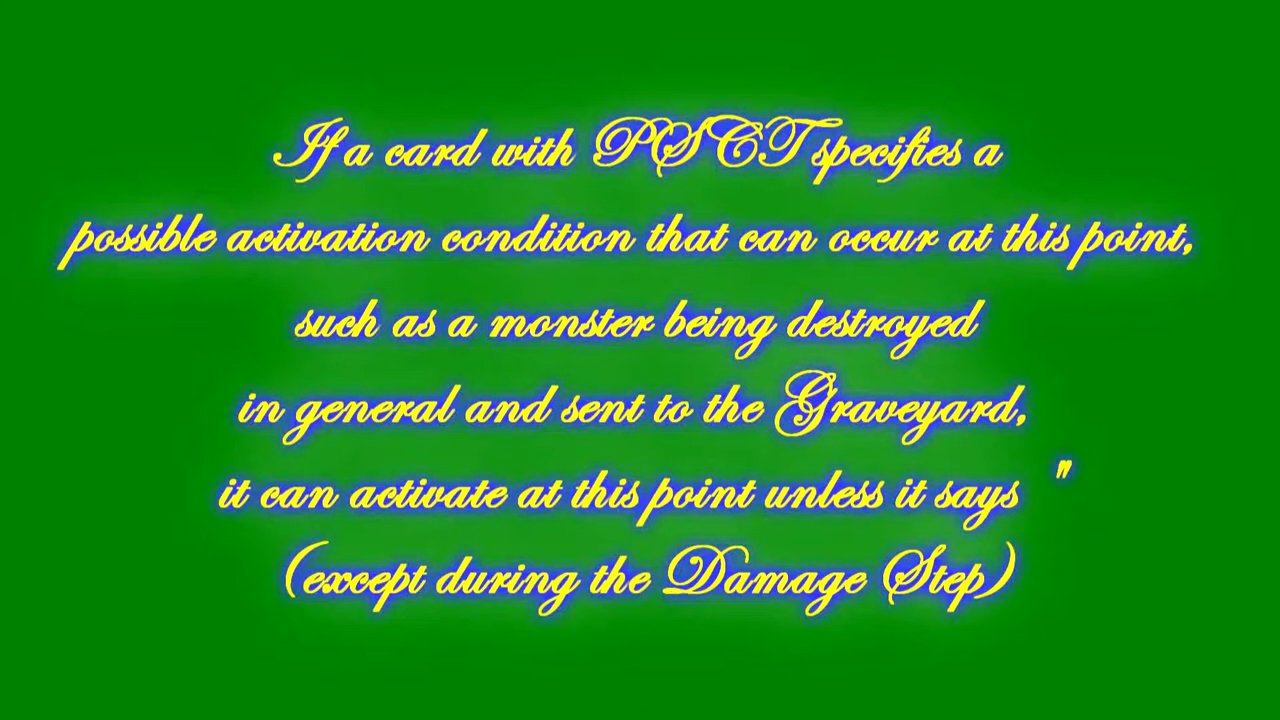 If a card with PSCT specifies a
possible activation condition that can occur at this point,
such as a monster being destroyed
in general and sent to the Graveyard,
it can activate at this point unless it says "
(except during the Damage Step)